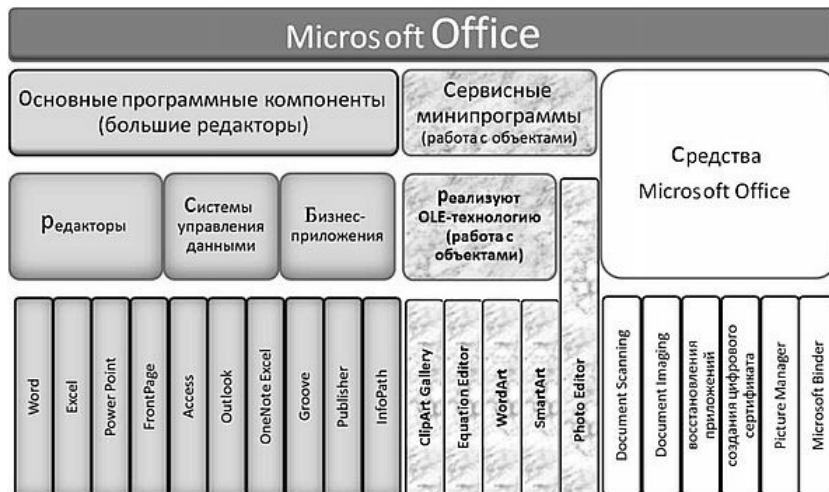 Microsoft Office
Основные программные компоненты
(большие редакторы)
Сервисные
минипрограммы
(работа с объектами)
Средства
Microsoft Office
Редакторы
Системы
управления
данными
Бизнес-
приложения
Реализуют
OLE-технологию
(работа с
объектами)
Word
Excel
Power Point
FrontPage
Access
Outlook
OneNote Excel
Groove
Publisher
InfoPath
ClipArt Gallery
Equation Editor
WordArt
SmartArt
Photo Editor
Document Scanning
Document Imaging
восстановления
приложений
создания цифрового
сертификата
Picture Manager
Microsoft Binder